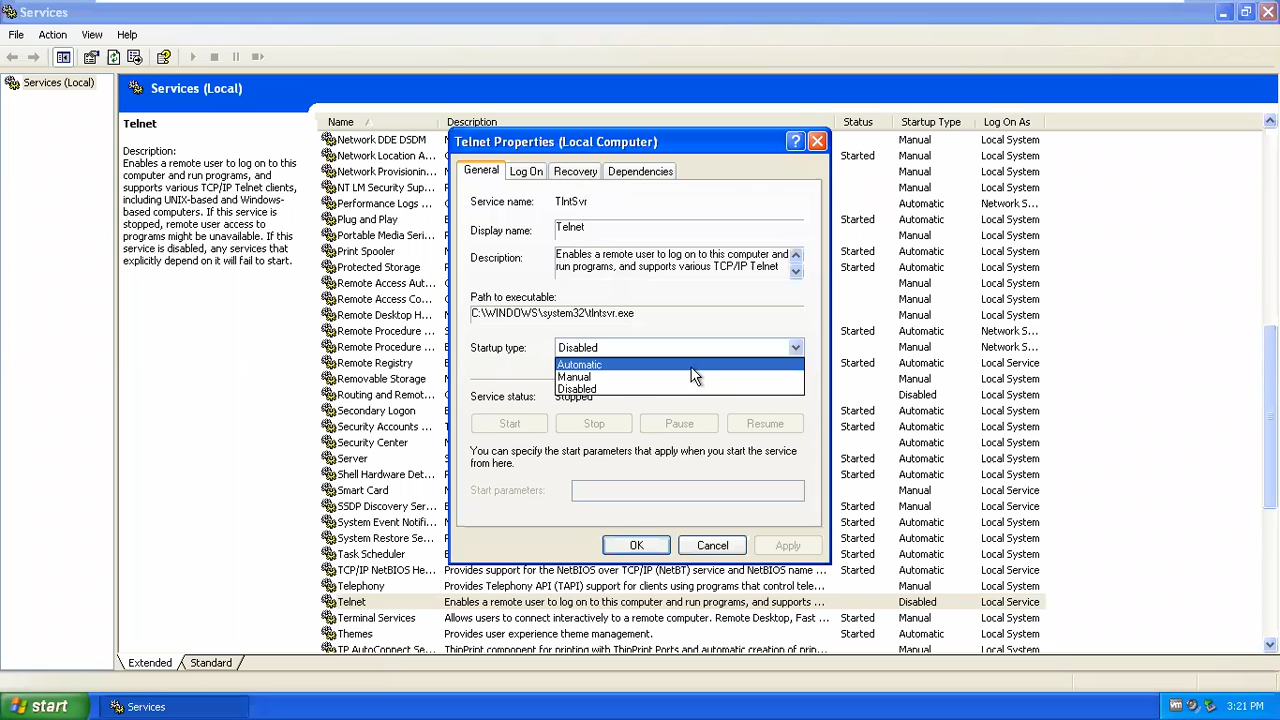 Services
File Action View Help
Services (Local)
Services (Local)
Telnet
Description:
Enables a remote user to log on to this
computer and run programs, and
supports various TCP/IP Telnet clients,
including UNIX-based and Windows-
based computers. If this service is
stopped, remote user access to
programs might be unavailable. If this
service is disabled, any services that
explicitly depend on it will fail to start.
Name Description Status Startup Type Log On As
Network DDE DSDM Manual Local System
Network Location A... Started Manual Local System
Network Provisionin... Manual Local System
NT LM Security Sup... Manual Local System
Performance Logs ... Manual Network S...
Plug and Play Started Automatic Local System
Portable Media Seri... Manual Local System
Print Spooler Started Automatic Local System
Protected Storage Started Automatic Local System
Remote Access Aut... Manual Local System
Remote Access Co... Manual Local System
Remote Desktop H... Manual Local System
Remote Procedure ... Started Automatic Network S...
Remote Procedure ... Manual Network S...
Remote Registry Started Automatic Local Service
Removable Storage Manual Local System
Routing and Remot... Disabled Local System
Secondary Logon Started Automatic Local System
Security Accounts ... Started Automatic Local System
Security Center Started Automatic Local System
Server Started Automatic Local System
Shell Hardware Det... Started Automatic Local System
Smart Card Manual Local Service
SSDP Discovery Ser... Started Manual Local Service
System Event Notifi... Started Automatic Local System
System Restore Se... Started Automatic Local System
Task Scheduler Started Automatic Local System
TCP/IP NetBIOS He... Provides support for the NetBIOS over TCP/IP (NetBT) service and NetBIOS name ... Started Automatic Local Service
Telephony Provides Telephony API (TAPI) support for clients using programs that control tele... Manual Local System
Telnet Enables a remote user to log on to this computer and run programs, and supports ... Disabled Local Service
Terminal Services Allows users to connect interactively to a remote computer. Remote Desktop, Fast ... Started Manual Local System
Themes Provides user experience theme management. Started Automatic Local System
TP AutoConnect Se... ThinPrint component for printing with ThinPrint Ports and automatic creation of prin... Manual Local System
Telnet Properties (Local Computer)
General Log On Recovery Dependencies
Service name: TlntSvr
Display name: Telnet
Description: Enables a remote user to log on to this computer and
run programs, and supports various TCP/IP Telnet
Path to executable:
C:\WINDOWS\system32\tlntsvr.exe
Startup type: Disabled
Automatic
Manual
Disabled
Service status: Stopped
Start Stop Pause Resume
You can specify the start parameters that apply when you start the service
from here.
Start parameters:
OK Cancel Apply
Extended Standard
start Services vm 3:21 PM